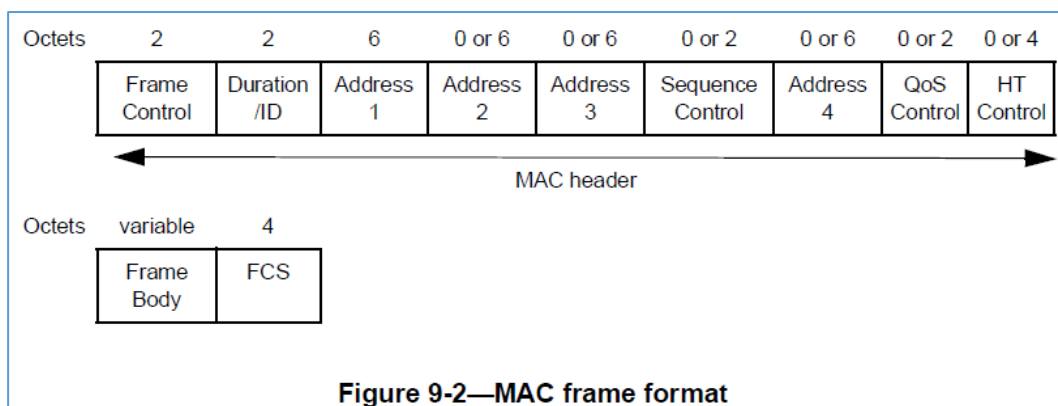 Octets 2 2 6 0 or 6 0 or 6 0 or 2 0 or 6 0 or 2 0 or 4
Frame Duration Address Address Address Sequence Address QoS HT
Control /ID 1 2 3 Control 4 Control Control
MAC header
Octets variable 4
Frame FCS
Body
Figure 9-2—MAC frame format